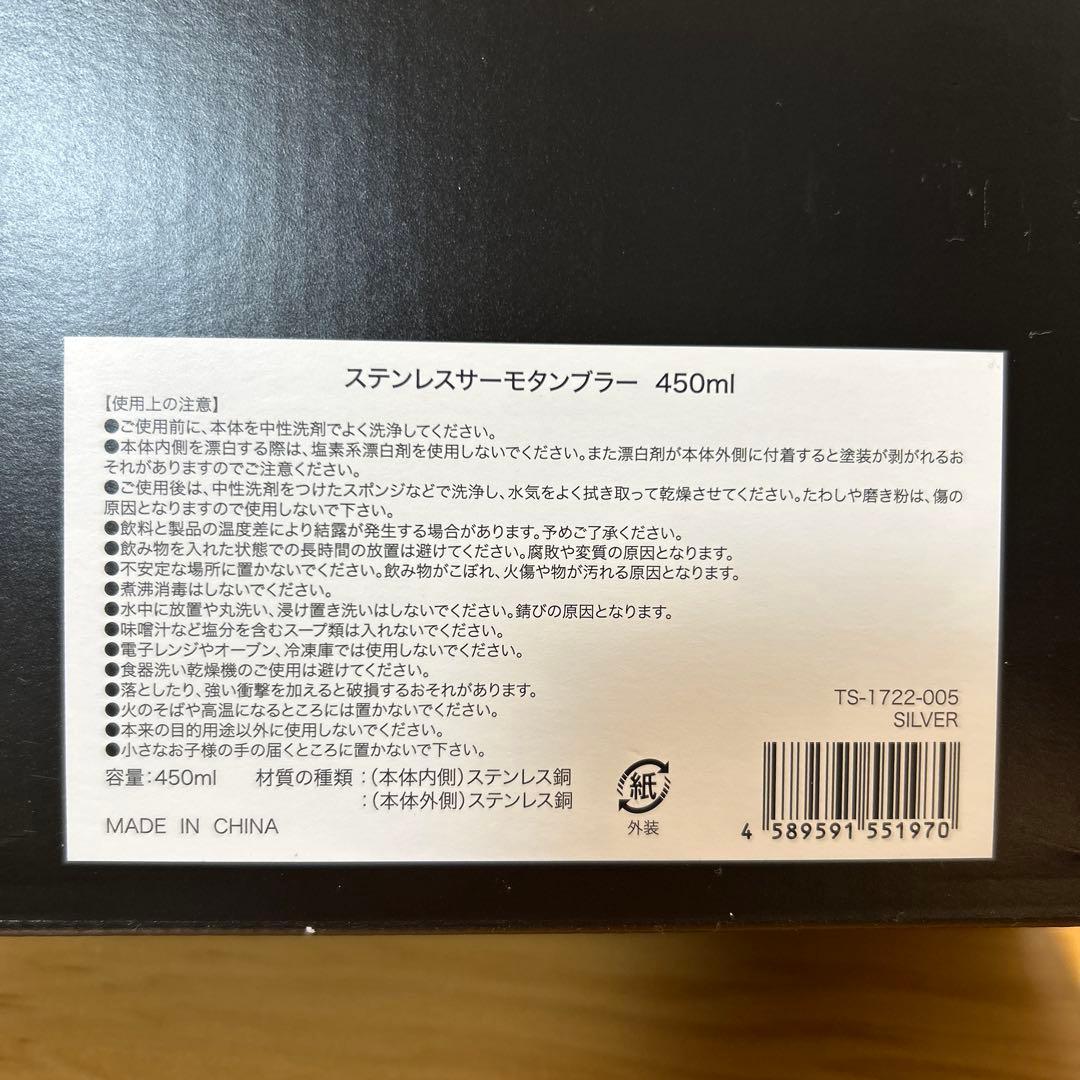 ステンレスサーモタンブラー 450ml
【使用上の注意】
●ご使用前に、本体を中性洗剤でよく洗浄してください。
●本体内側を漂白する際は、塩素系漂白剤を使用しないでください。また漂白剤が本体外側に付着すると塗装が剥がれるお
それがありますのでご注意ください。
●ご使用後は、中性洗剤をつけたスポンジなどで洗浄し、水気をよく拭き取って乾燥させてください。たわしや磨き粉は、傷の
原因となりますので使用しないで下さい。
●飲料と製品の温度差により結露が発生する場合があります。予めご了承ください。
●飲み物を入れた状態での長時間の放置は避けてください。腐敗や変質の原因となります。
●不安定な場所に置かないでください。飲み物がこぼれ、火傷や物が汚れる原因となります。
●煮沸消毒はしないでください。
●水中に放置や丸洗い、浸け置き洗いはしないでください。錆びの原因となります。
●味噌汁など塩分を含むスープ類は入れないでください。
●電子レンジやオーブン、冷凍庫では使用しないでください。
●食器洗い乾燥機のご使用は避けてください。
●落としたり、強い衝撃を加えると破損するおそれがあります。
●火のそばや高温になるところには置かないでください。
●本来の目的用途以外に使用しないでください。
●小さなお子様の手の届くところに置かないで下さい。
容量:450ml 材質の種類:(本体内側)ステンレス銅
:(本体外側)ステンレス銅
MADE IN CHINA
紙
外装
TS-1722-005
SILVER
4 589591 551970